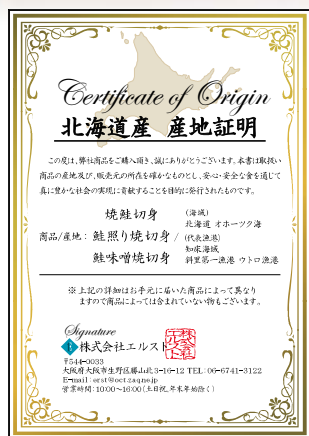 Certificate of Origin
北海道産 産地証明
この度は、弊社商品をご購入頂き、誠にありがとうございます。本書は取扱い
商品の産地及び、販売元の所在を確かなものとし、安心・安全な食を通じて
真に豊かな社会の実現に貢献することを目的に発行されたものです。
焼鮭切身
商品/産地: 鮭照り焼切身 /
鮭味噌焼切身
(海域)
北海道 オホーツク海
(代表漁港)
知床海域
斜里第一漁港 ウトロ漁港
※上記の詳細はお手元に届いた商品によって異なり
ますので商品によっては含まれていない物もございます。
Signature
株式会社エルスト
株式会社エルスト
〒544-0033
大阪府大阪市生野区勝山北3-16-12 TEL:06-6741-3122
E-mail:erst@oct.zaq.ne.jp
営業時間:10:00〜16:00(土日祝、年末年始除く)